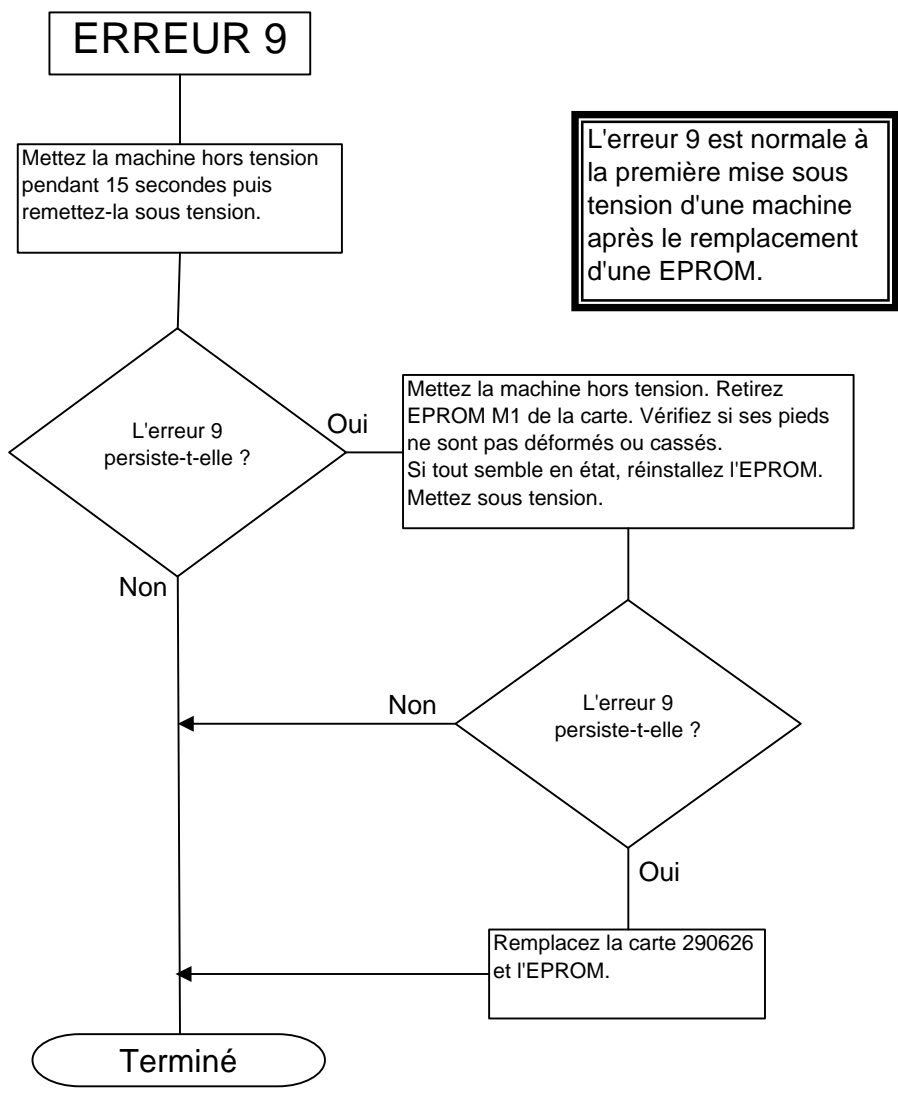 ERREUR 9
Mettez la machine hors tension
pendant 15 secondes puis
remettez-la sous tension.
L'erreur 9 est normale à
la première mise sous
tension d'une machine
après le remplacement
d'une EPROM.
L'erreur 9
persiste-t-elle ?
Oui
Mettez la machine hors tension. Retirez
EPROM M1 de la carte. Vérifiez si ses pieds
ne sont pas déformés ou cassés.
Si tout semble en état, réinstallez l'EPROM.
Mettez sous tension.
Non
L'erreur 9
persiste-t-elle ?
Non
Oui
Remplacez la carte 290626
et l'EPROM.
Terminé